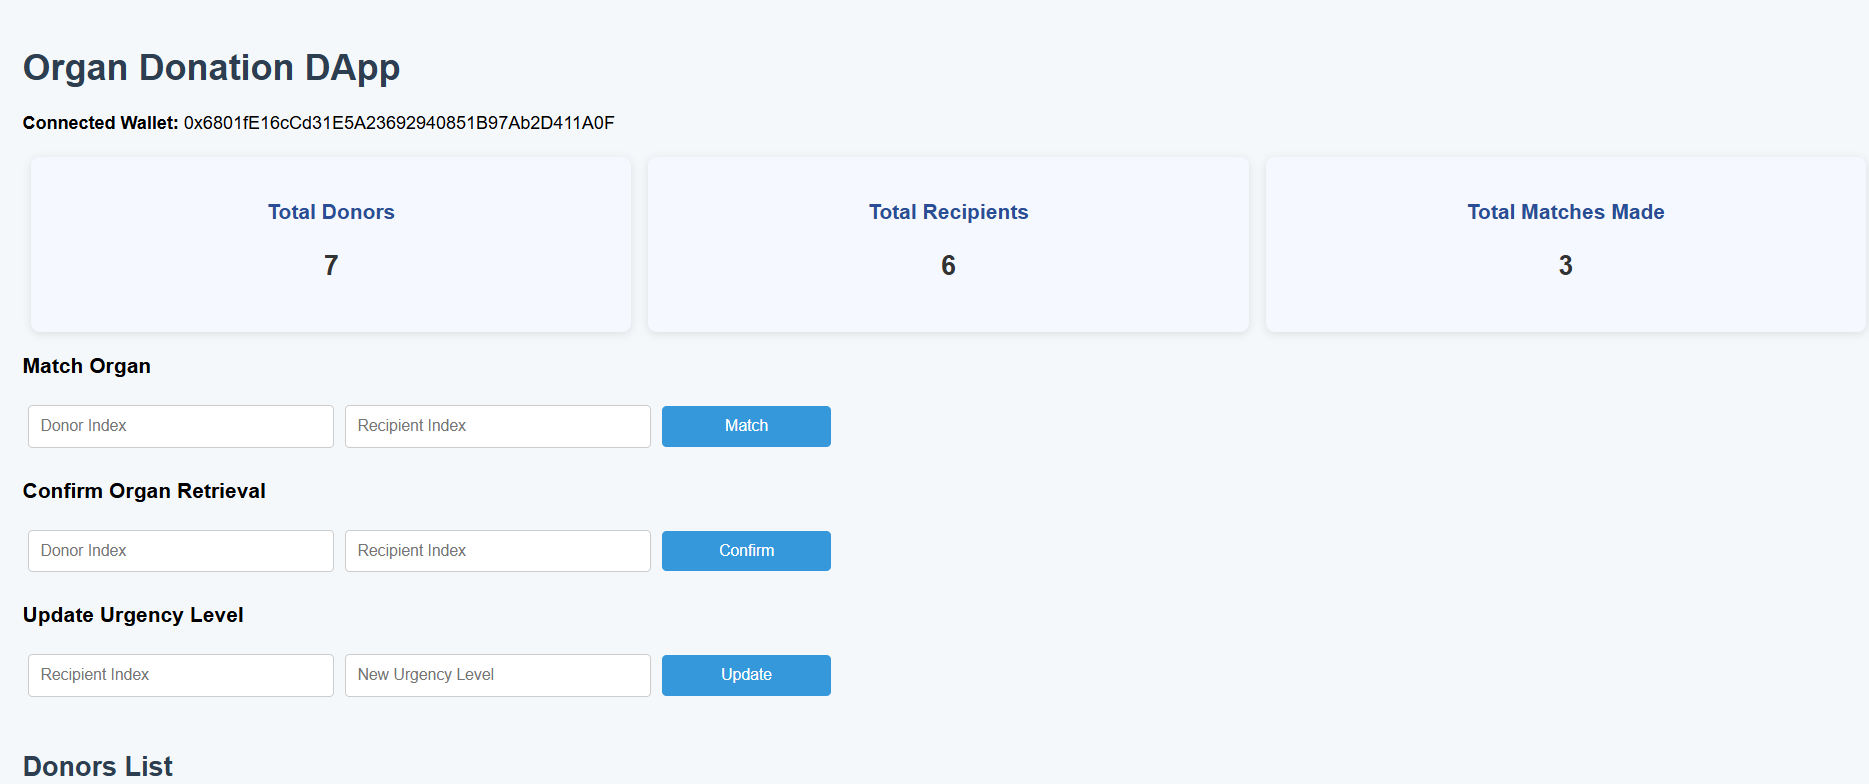 Organ Donation DApp
Connected Wallet: 0x6801fE16cCd31E5A23692940851B97Ab2D411A0F
Total Donors
7
Total Recipients
6
Total Matches Made
3
Match Organ
Donor Index
Recipient Index
Match
Confirm Organ Retrieval
Donor Index
Recipient Index
Confirm
Update Urgency Level
Recipient Index
New Urgency Level
Update
Donors List